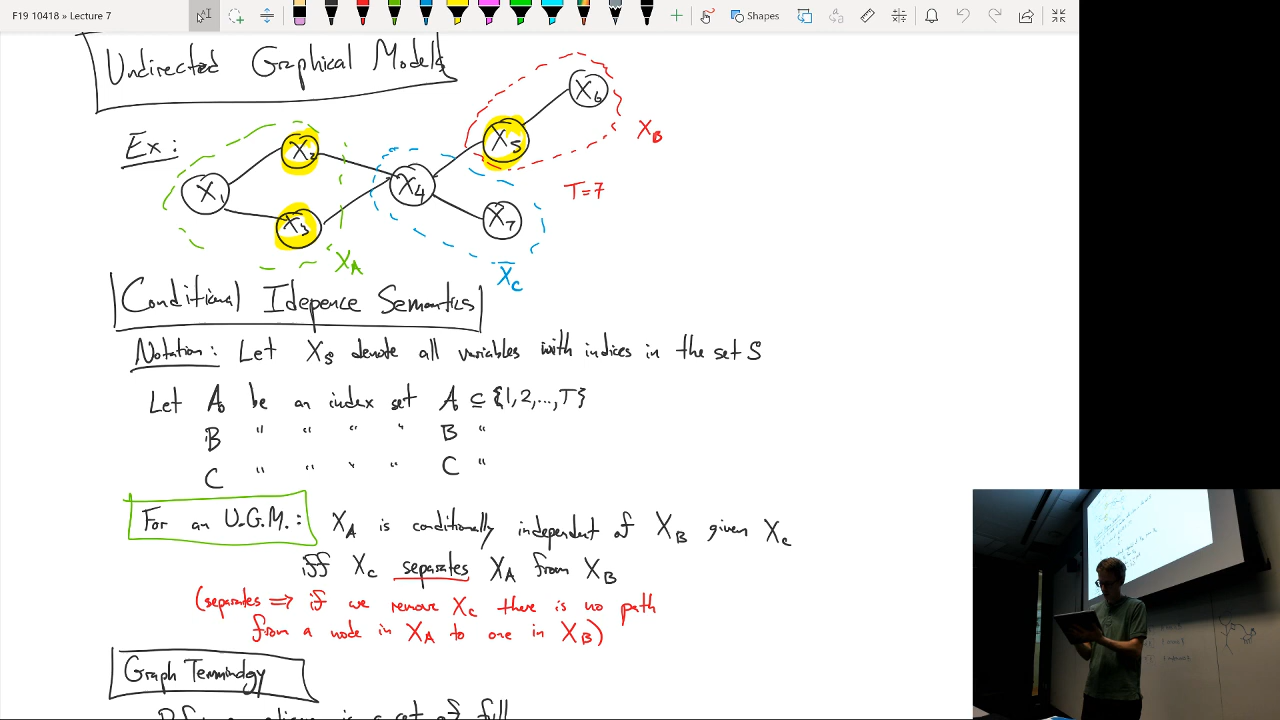 F19 10418 » Lecture 7
Shapes
Undirected Graphical Models
Ex:
X1 X2 X3 X4 X5 X6 X7
XA
XB
XC
T=7
Conditional Idepence Semantics
Notation: Let XS denote all variables with indices in the set S
Let A be an index set A ⊆ {1,2,...,T}
B " " " " B "
C " " " " C "
For an U.G.M.: XA is conditionally independent of XB given XC
iff XC separates XA from XB
(separates => if we remove XC there is no path
from a node in XA to one in XB)
Graph Terminology
is a set of